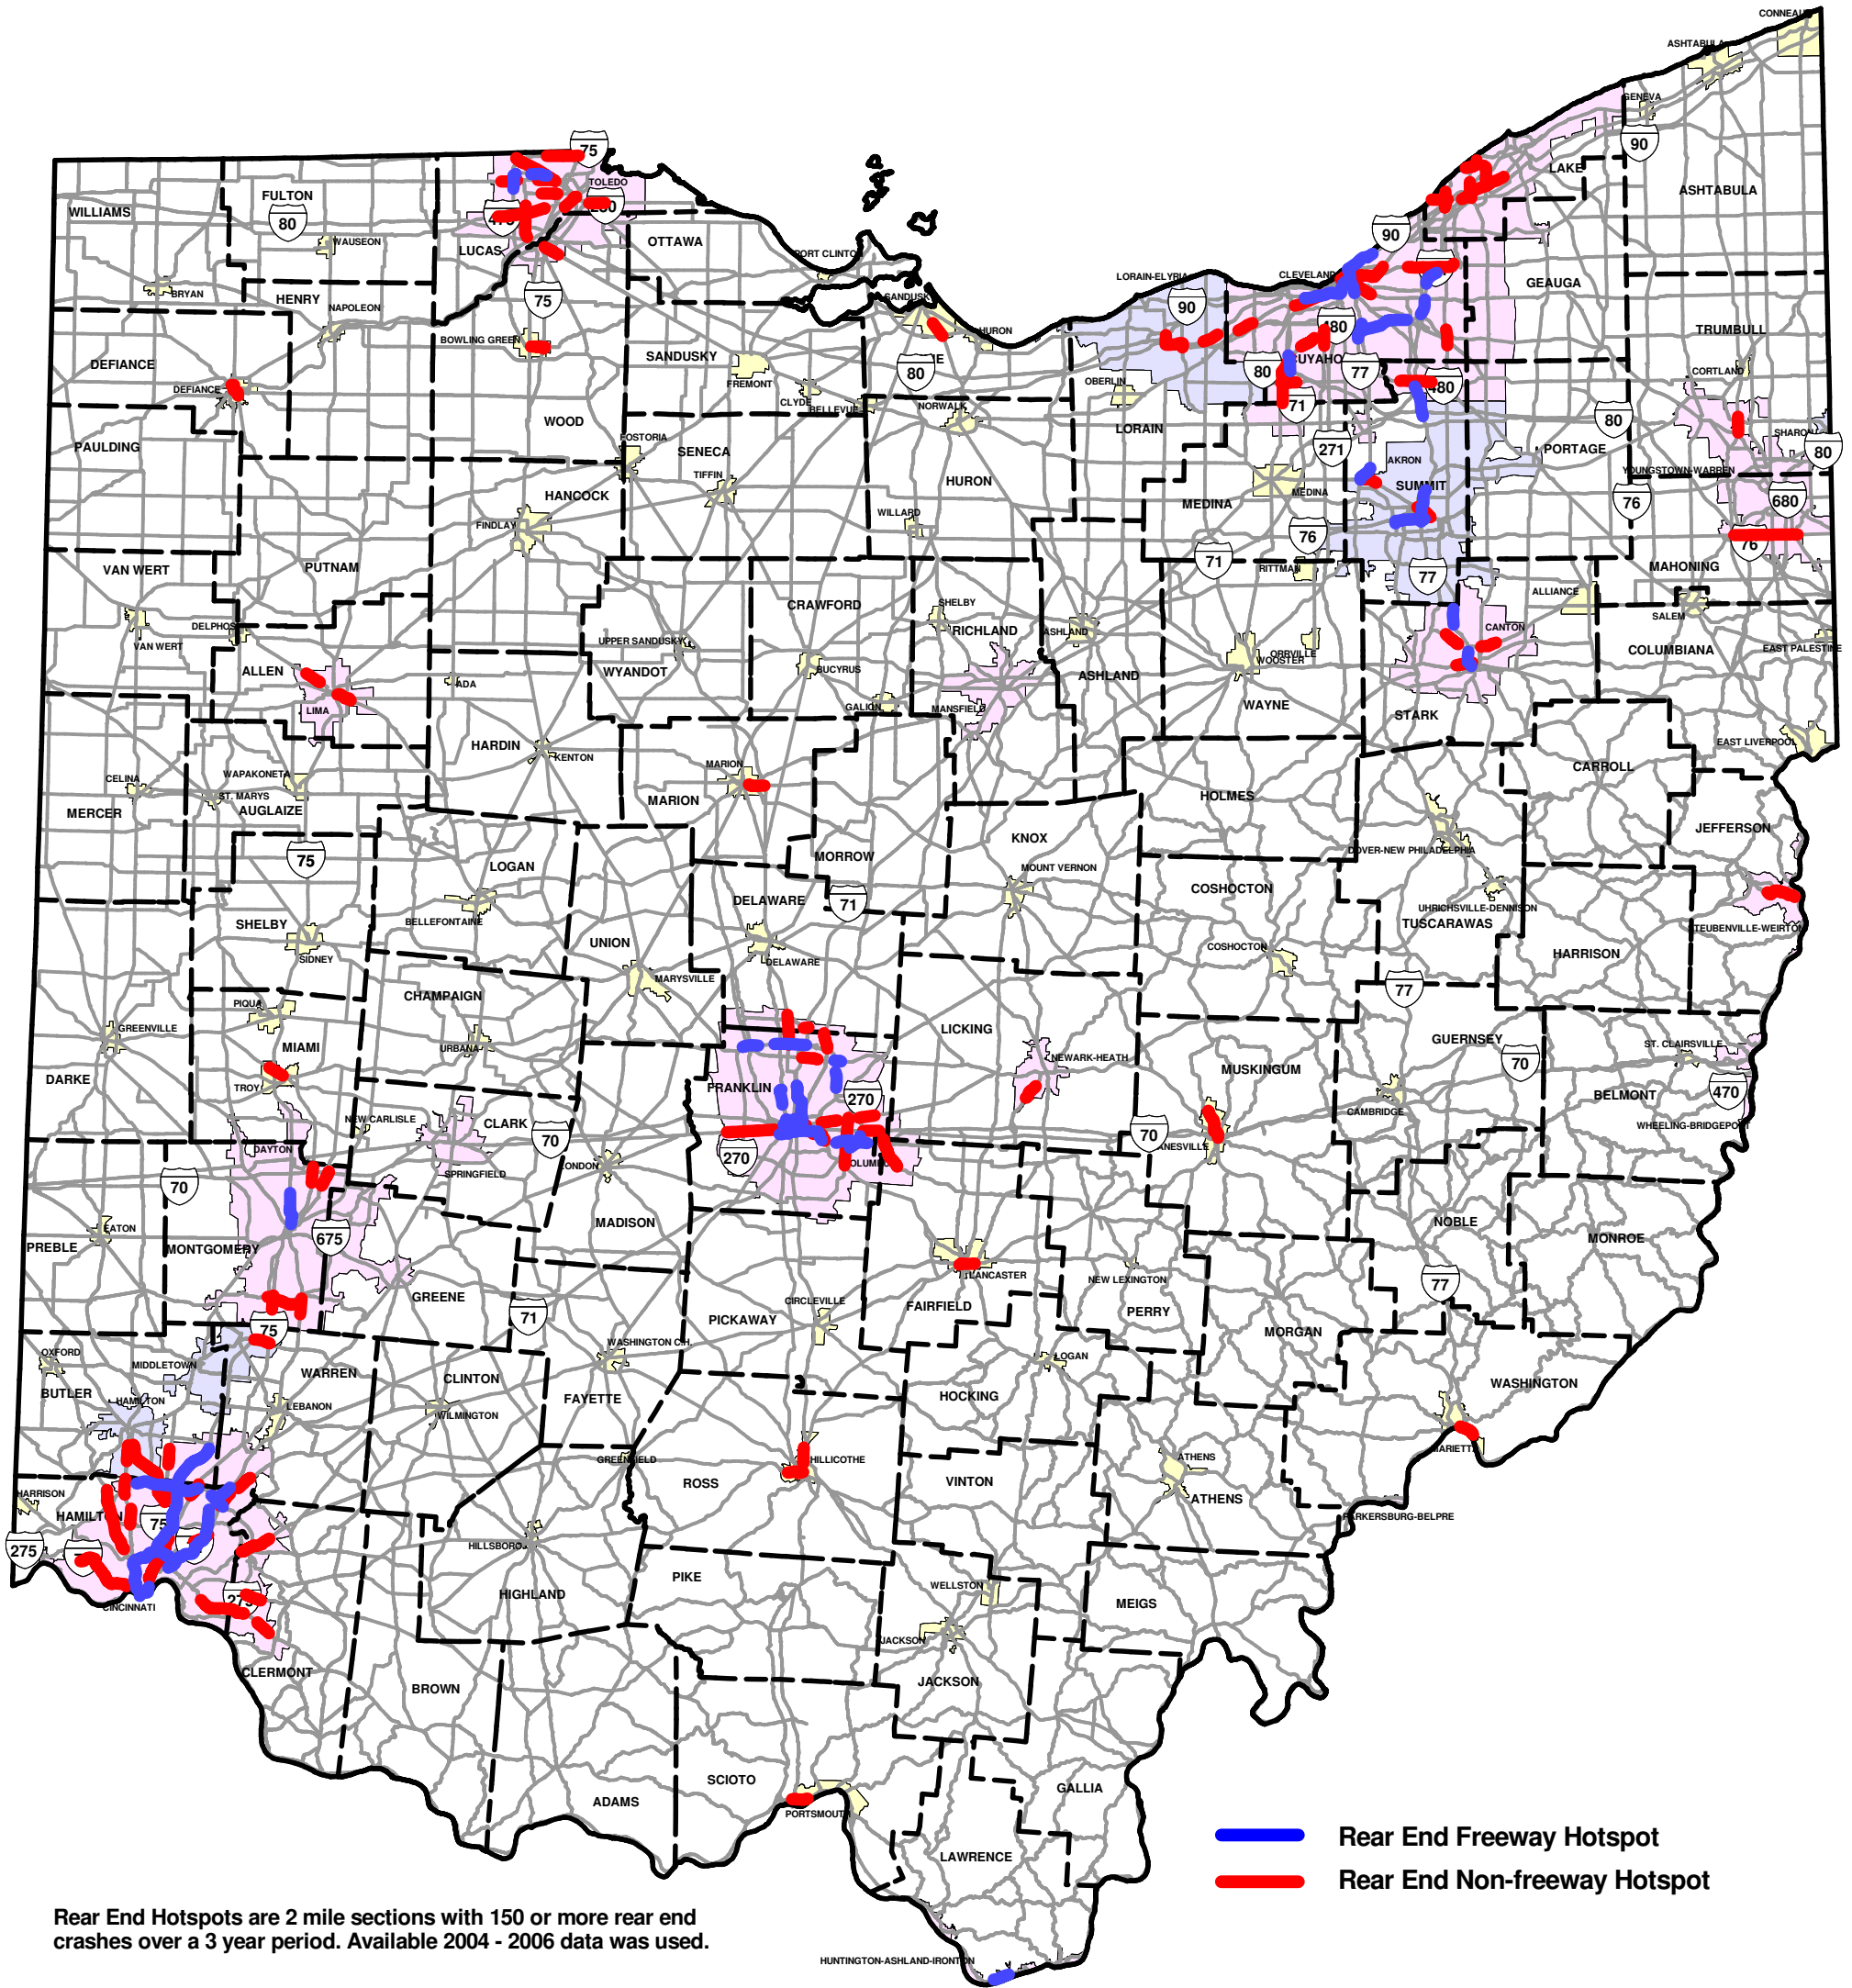 CONNEAUT
ASHTABULA
GENEVA
90
75
LAKE
ASHTABULA
TOLEDO
FULTON
WILLIAMS
80
475
280
WAUSEON
LUCAS
OTTAWA
90
PORT CLINTON
LORAIN-ELYRIA
CLEVELAND
GEAUGA
BRYAN
HENRY
NAPOLEON
75
SANDUSKY
90
HURON
480
TRUMBULL
BOWLING GREEN
SANDUSKY
DEFIANCE
80
80
77
CORTLAND
FREMONT
OBERLIN
480
DEFIANCE
CLYDE
BELLEVUE
NORWALK
71
WOOD
LORAIN
80
PAULDING
FOSTORIA
SENECA
SHARON
271
PORTAGE
80
AKRON
TIFFIN
HURON
YOUNGSTOWN-WARREN
SUMMIT
HANCOCK
MEDINA
MEDINA
76
680
WILLARD
FINDLAY
76
76
71
VAN WERT
PUTNAM
RITTMAN
77
MAHONING
ALLIANCE
CRAWFORD
SHELBY
SALEM
DELPHOS
RICHLAND
ASHLAND
CANTON
VAN WERT
UPPER SANDUSKY
ORRVILLE
WOOSTER
COLUMBIANA
EAST PALESTINE
ALLEN
WYANDOT
BUCYRUS
ASHLAND
ADA
LIMA
GALION
MANSFIELD
WAYNE
STARK
HARDIN
KENTON
EAST LIVERPOOL
CELINA
WAPAKONETA
MARION
CARROLL
ST. MARYS
MARION
HOLMES
MERCER
AUGLAIZE
JEFFERSON
KNOX
DOVER-NEW PHILADELPHIA
75
LOGAN
MORROW
MOUNT VERNON
COSHOCTON
DELAWARE
71
UHRICHSVILLE-DENNISON
SHELBY
BELLEFONTAINE
TUSCARAWAS
STEUBENVILLE-WEIRTON
UNION
COSHOCTON
HARRISON
SIDNEY
DELAWARE
MARYSVILLE
77
CHAMPAIGN
PIQUA
GREENVILLE
LICKING
GUERNSEY
MIAMI
URBANA
ST. CLAIRSVILLE
NEWARK-HEATH
70
MUSKINGUM
DARKE
TROY
FRANKLIN
270
BELMONT
470
NEW CARLISLE
CLARK
CAMBRIDGE
WHEELING-BRIDGEPORT
70
70
ZANESVILLE
DAYTON
270
LONDON
COLUMBUS
SPRINGFIELD
70
MADISON
NOBLE
EATON
MONROE
PREBLE
MONTGOMERY
675
LANCASTER
NEW LEXINGTON
77
GREENE
CIRCLEVILLE
FAIRFIELD
PERRY
71
PICKAWAY
MORGAN
75
WASHINGTON C.H.
OXFORD
LOGAN
MIDDLETOWN
WARREN
CLINTON
WASHINGTON
BUTLER
FAYETTE
HOCKING
HAMILTON
LEBANON
WILMINGTON
MARIETTA
ATHENS
GREENFIELD
CHILLICOTHE
ROSS
VINTON
HARRISON
ATHENS
HAMILTON
75
PARKERSBURG-BELPRE
HILLSBORO
275
PIKE
WELLSTON
HIGHLAND
275
MEIGS
CINCINNATI
JACKSON
CLERMONT
JACKSON
BROWN
SCIOTO
GALLIA
ADAMS
PORTSMOUTH
Rear End Freeway Hotspot
LAWRENCE
Rear End Non-freeway Hotspot
Rear End Hotspots are 2 mile sections with 150 or more rear end
crashes over a 3 year period. Available 2004 - 2006 data was used.
HUNTINGTON-ASHLAND-IRONTON